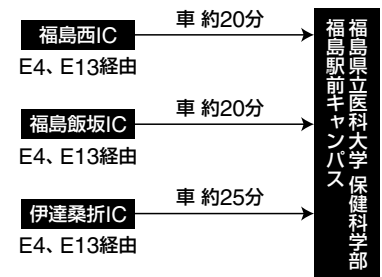 福島西IC
車 約20分
E4、E13経由
福島飯坂IC
車 約20分
E4、E13経由
伊達桑折IC
車 約25分
E4、E13経由
福島県立医科大学 保健科学部
福島駅前キャンパス